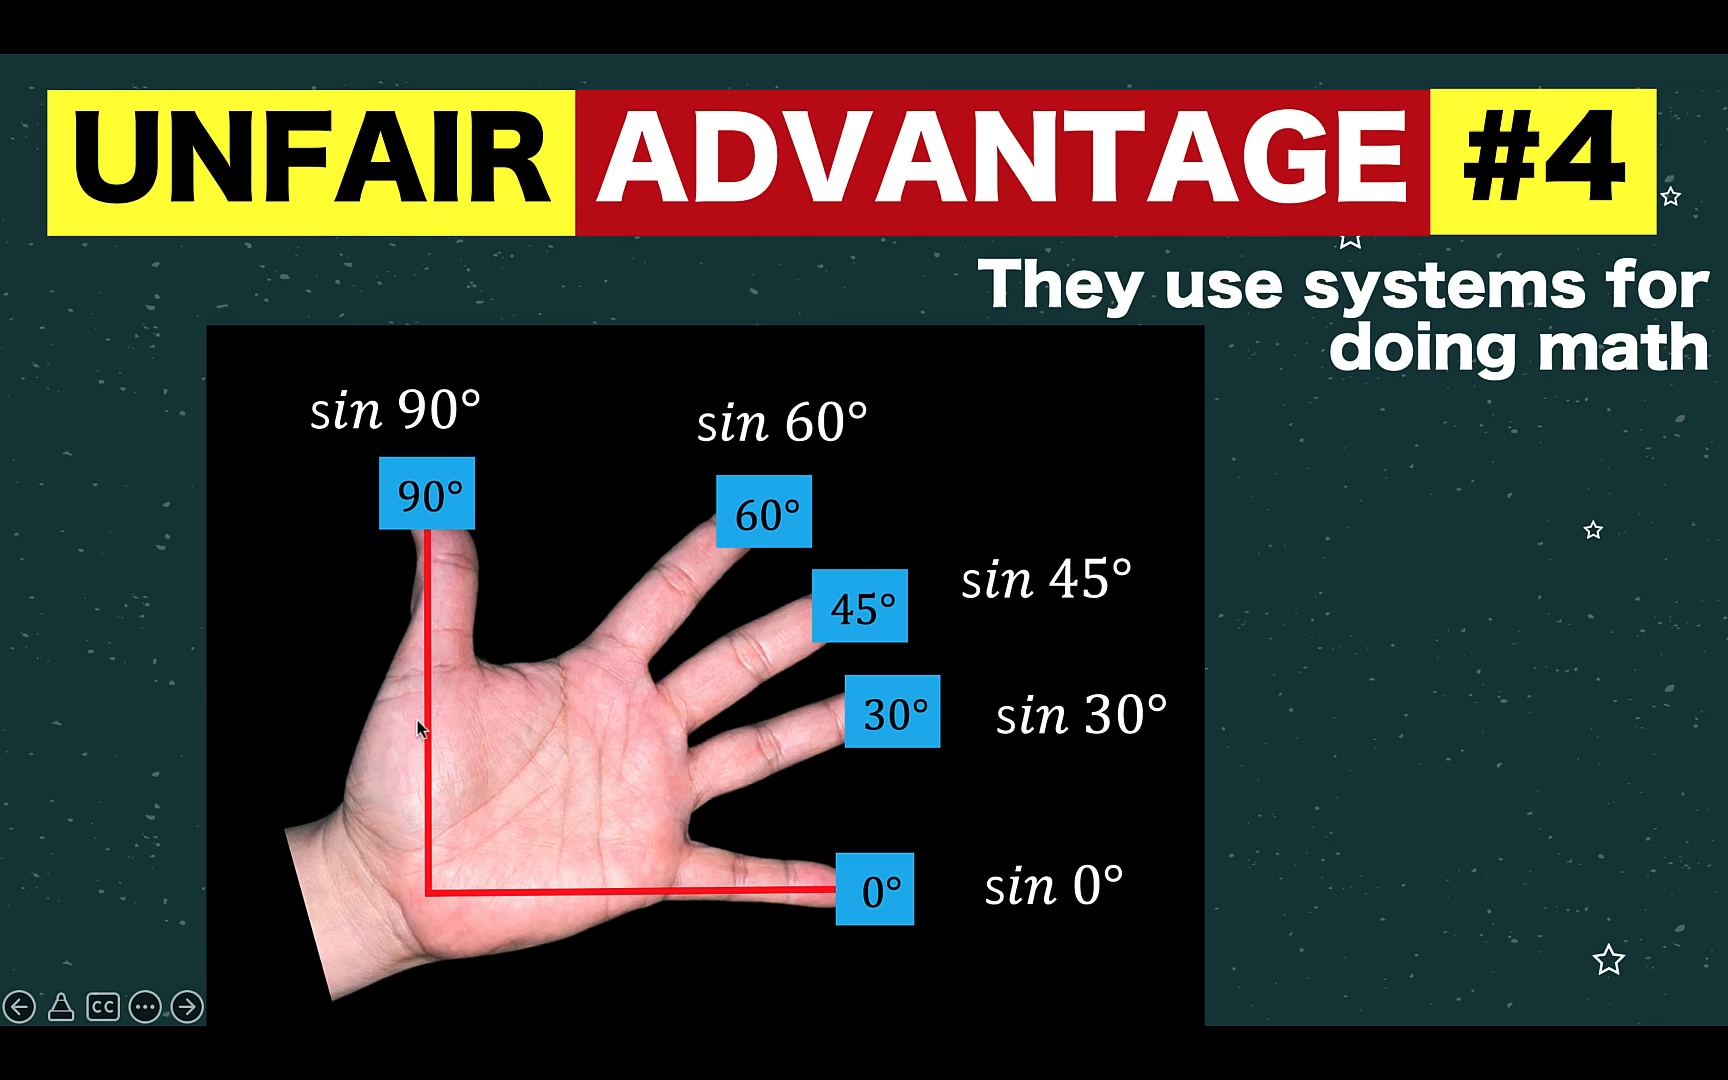 UNFAIR ADVANTAGE #4
They use systems for
doing math
sin 90°
sin 60°
90°
60°
45°
sin 45°
30°
sin 30°
0°
sin 0°
CC